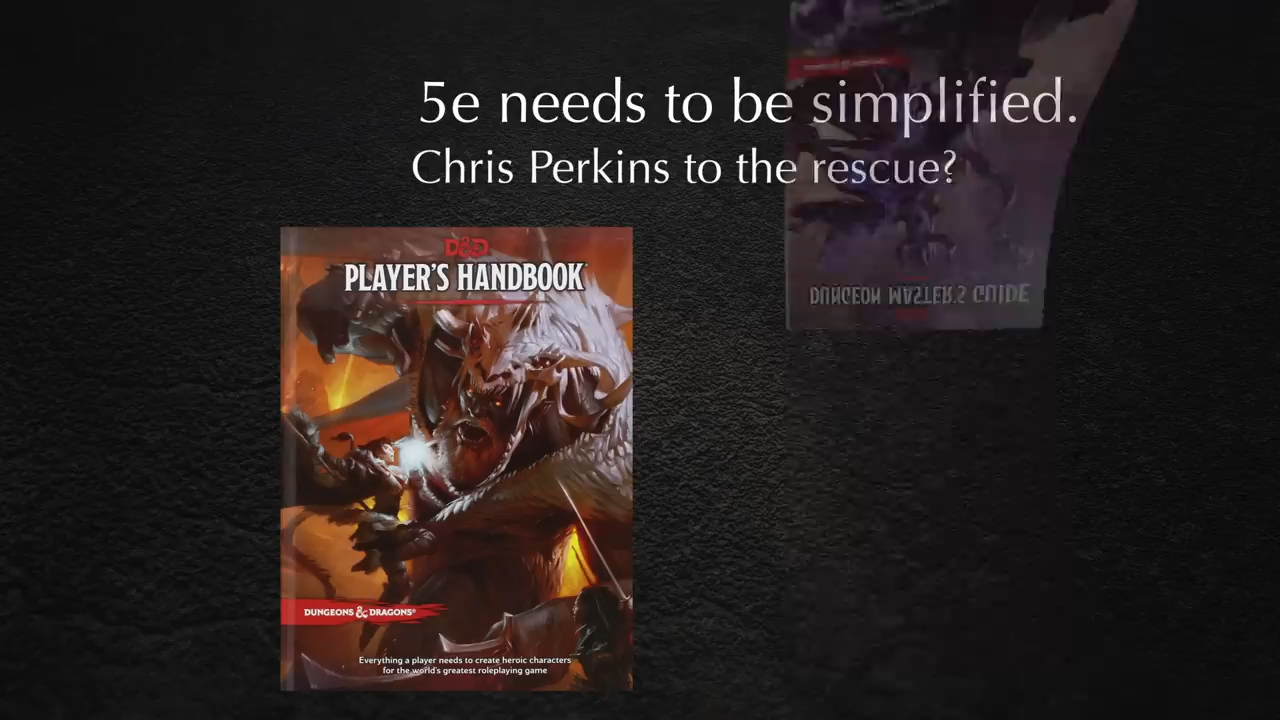 5e needs to be simplified.
Chris Perkins to the rescue?
D&D
PLAYER'S HANDBOOK
DUNGEON MASTER'S GUIDE
DUNGEONS & DRAGONS®
Everything a player needs to create heroic characters
for the world's greatest roleplaying game